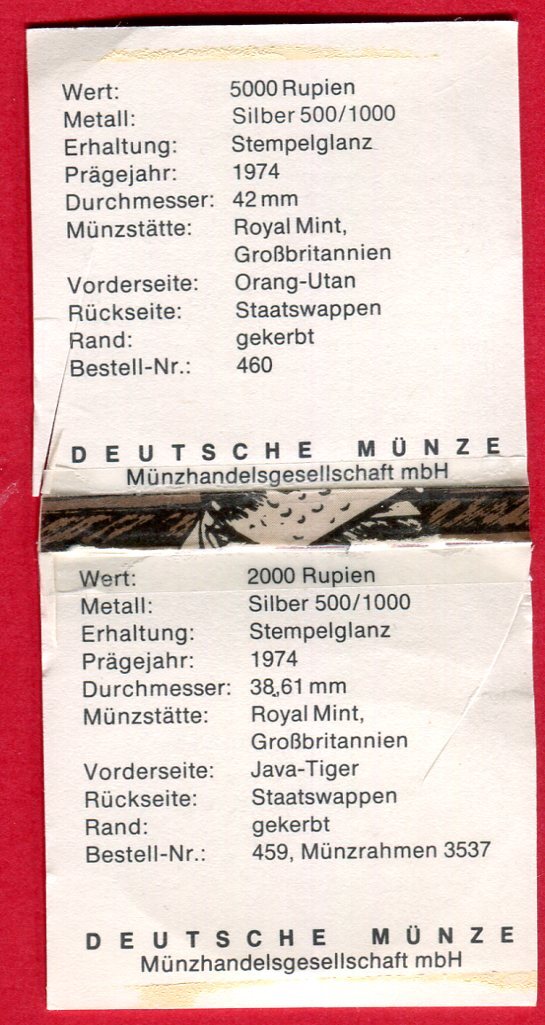 Wert: 5000 Rupien
Metall: Silber 500/1000
Erhaltung: Stempelglanz
Prägejahr: 1974
Durchmesser: 42 mm
Münzstätte: Royal Mint,
Großbritannien
Vorderseite: Orang-Utan
Rückseite: Staatswappen
Rand: gekerbt
Bestell-Nr.: 460
DEUTSCHE MÜNZE
Münzhandelsgesellschaft mbH
Wert: 2000 Rupien
Metall: Silber 500/1000
Erhaltung: Stempelglanz
Prägejahr: 1974
Durchmesser: 38,61 mm
Münzstätte: Royal Mint,
Großbritannien
Vorderseite: Java-Tiger
Rückseite: Staatswappen
Rand: gekerbt
Bestell-Nr.: 459, Münzrahmen 3537
DEUTSCHE MÜNZE
Münzhandelsgesellschaft mbH